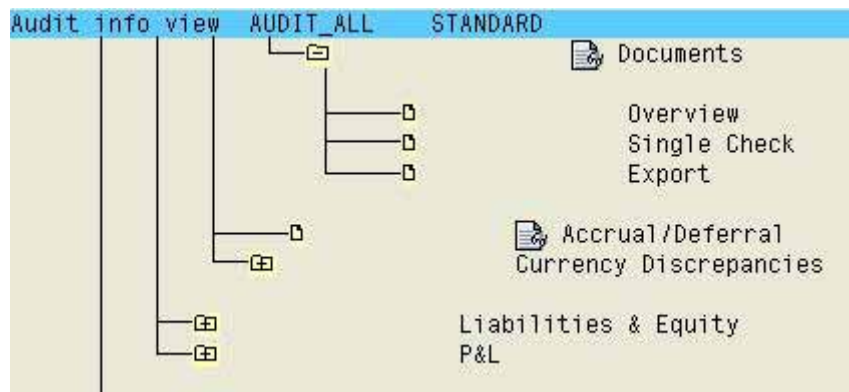 Audit info view AUDIT_ALL STANDARD
Documents
Overview
Single Check
Export
Accrual/Deferral
Currency Discrepancies
Liabilities & Equity
P&L